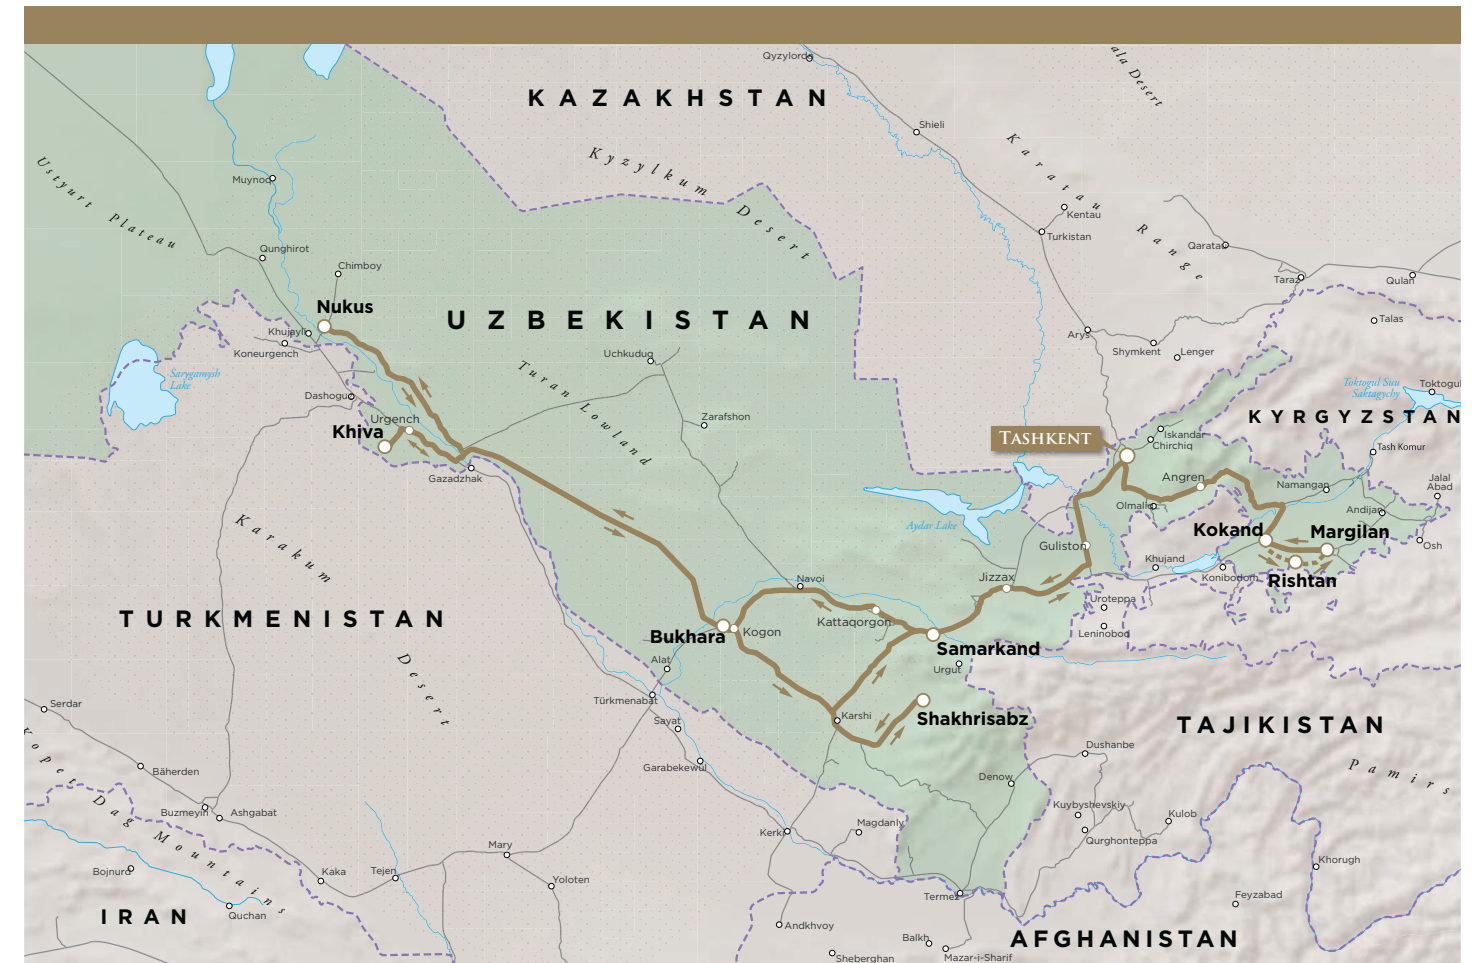 Qyzylorda
ala Desert
KAZAKHSTAN
Shieli
Karatau
Range
Kyzylkum
Desert
Ustyurt Plateau
Muynoq
Kentau
Turkistan
Qunghirot
Chimboy
Qaratau
Taraz
Qulan
Nukus
UZBEKISTAN
Talas
Khujayli
Koneurgench
Arys
Shymkent
Lenger
Uchkuduq
Turan Lowland
Sarygamysh
Lake
Toktogul Suu
Saktagychy
Toktogul
Dashoguz
KYRGYZSTAN
Urgench
Khiva
Zarafshon
TASHKENT
Iskandar
Chirchiq
Tash Komur
Gazadzhak
Angren
Namangan
Jalal
Abad
Olmaliq
Andijan
Karakum
Desert
Aydar Lake
Kokand
Margilan
Osh
Guliston
Khujand
Konibodom
Rishtan
Navoi
Jizzax
Uroteppa
TURKMENISTAN
Kattaqorgon
Bukhara
Kogon
Leninobod
Samarkand
Alat
Urgut
Türkmenabat
Serdar
Sayat
Karshi
Shakhrisabz
TAJIKISTAN
Kopet Dag Mountains
Dushanbe
Pamirs
Bäherden
Garabekewül
Denow
Buzmeyin
Ashgabat
Kuybyshevskiy
Kulob
Magdanly
Kerki
Qurghonteppa
Mary
Khorugh
Bojnurd
Kaka
Tejen
Yoloten
Termez
Feyzabad
IRAN
Quchan
Andkhvoy
Balkh
AFGHANISTAN
Sheberghan
Mazar-i-Sharif